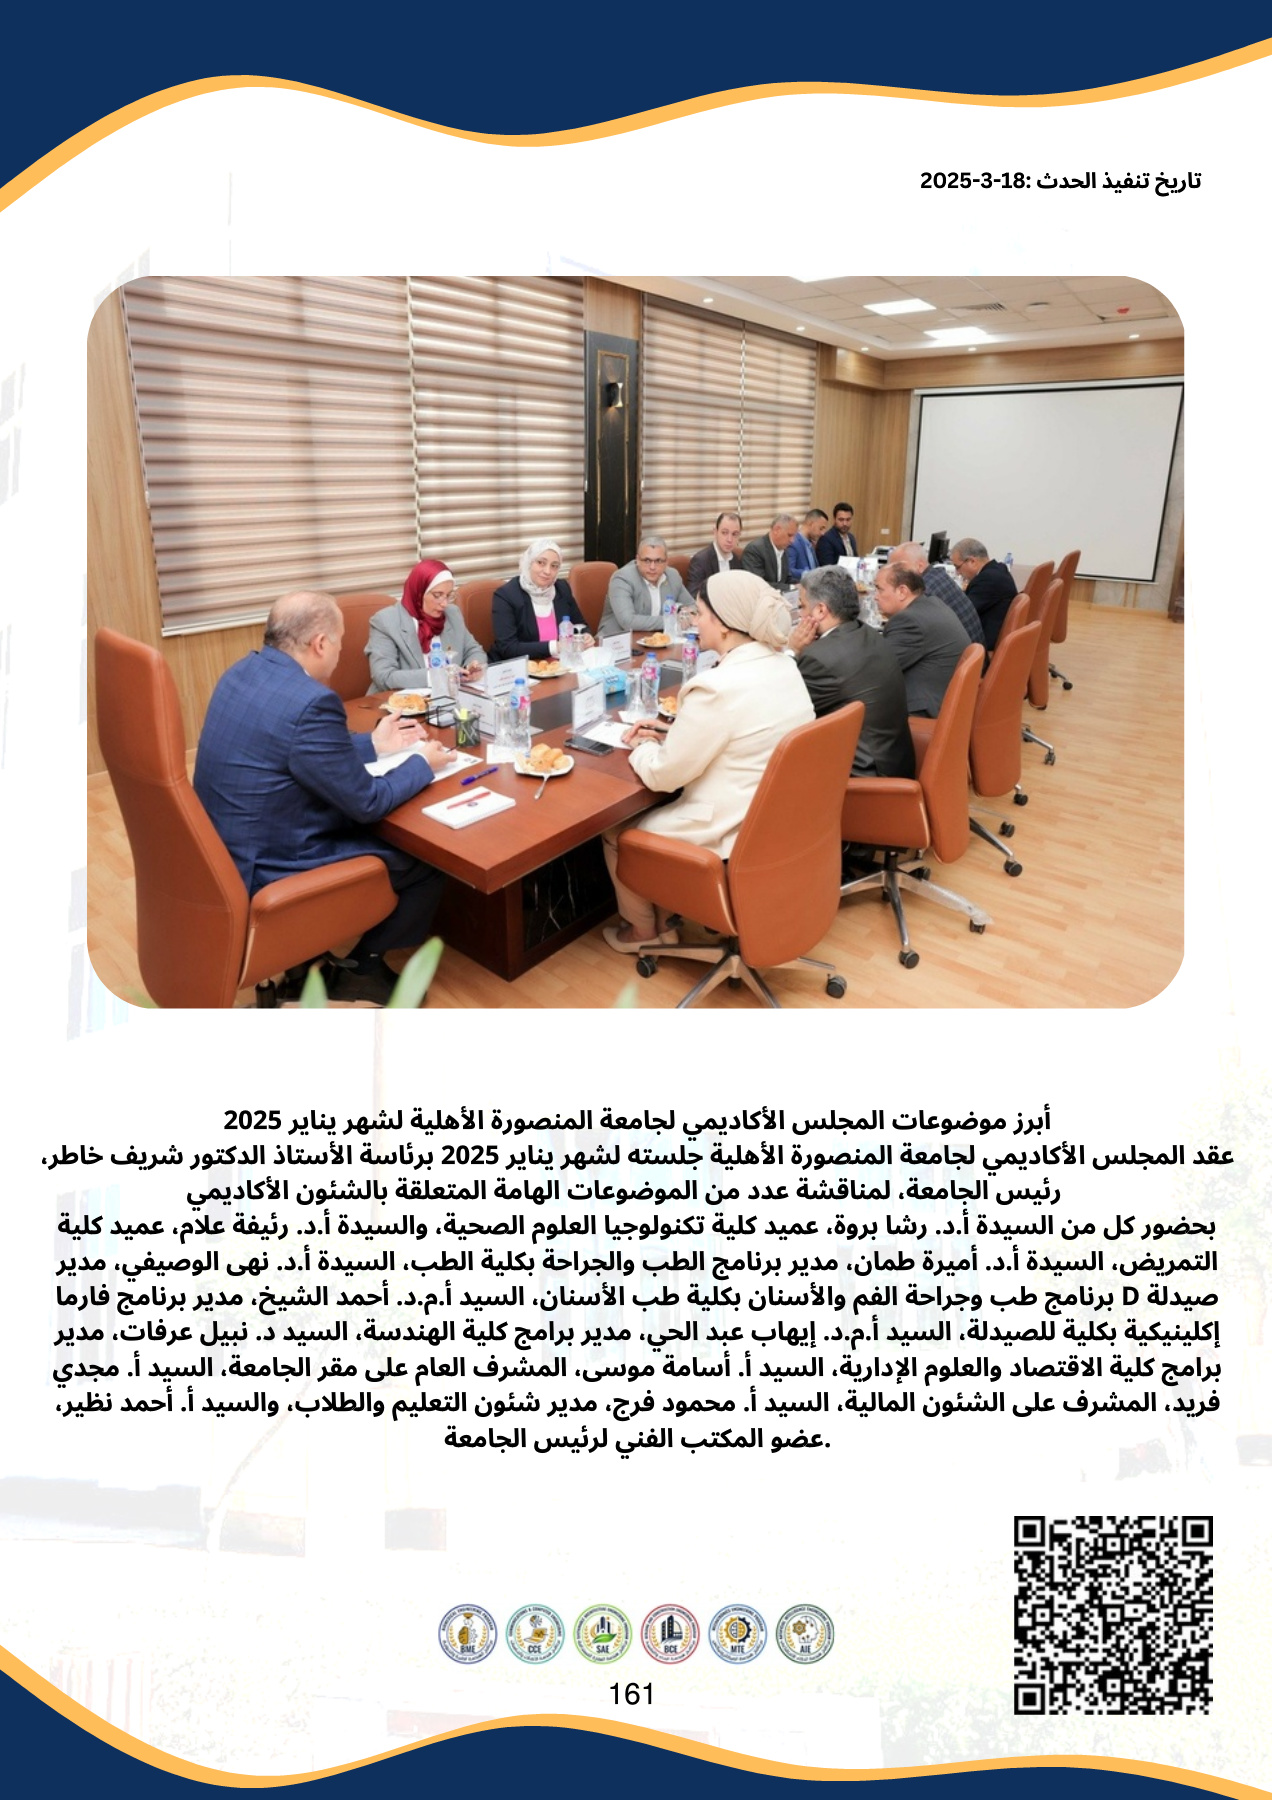 تاريخ تنفيذ الحدث :18-3-2025
أبرز موضوعات المجلس الأكاديمي لجامعة المنصورة الأهلية لشهر يناير 2025
عقد المجلس الأكاديمي لجامعة المنصورة الأهلية جلسته لشهر يناير 2025 برئاسة الأستاذ الدكتور شريف خاطر،
رئيس الجامعة، لمناقشة عدد من الموضوعات الهامة المتعلقة بالشئون الأكاديمي
بحضور كل من السيدة أ.د. رشا بروة، عميد كلية تكنولوجيا العلوم الصحية، والسيدة أ.د. رئيفة علام، عميد كلية
التمريض، السيدة أ.د. أميرة طمان، مدير برنامج الطب والجراحة بكلية الطب، السيدة أ.د. نهى الوصيفي، مدير
صيدلة D برنامج طب وجراحة الفم والأسنان بكلية طب الأسنان، السيد أ.م.د. أحمد الشيخ، مدير برنامج فارما
إكلينيكية بكلية للصيدلة، السيد أ.م.د. إيهاب عبد الحي، مدير برامج كلية الهندسة، السيد د. نبيل عرفات، مدير
برامج كلية الاقتصاد والعلوم الإدارية، السيد أ. أسامة موسى، المشرف العام على مقر الجامعة، السيد أ. مجدي
فريد، المشرف على الشئون المالية، السيد أ. محمود فرج، مدير شئون التعليم والطلاب، والسيد أ. أحمد نظير،
.عضو المكتب الفني لرئيس الجامعة
BME CCE SAE BCE MTE AIE
161